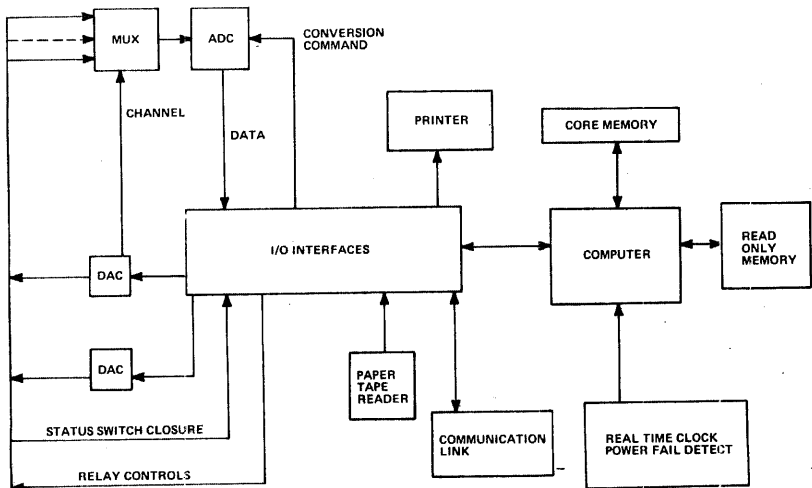 MUX
ADC
CONVERSION
COMMAND
CHANNEL
DATA
PRINTER
CORE MEMORY
I/O INTERFACES
COMPUTER
READ
ONLY
MEMORY
DAC
DAC
PAPER
TAPE
READER
STATUS SWITCH CLOSURE
COMMUNICATION
LINK
REAL TIME CLOCK
POWER FAIL DETECT
RELAY CONTROLS